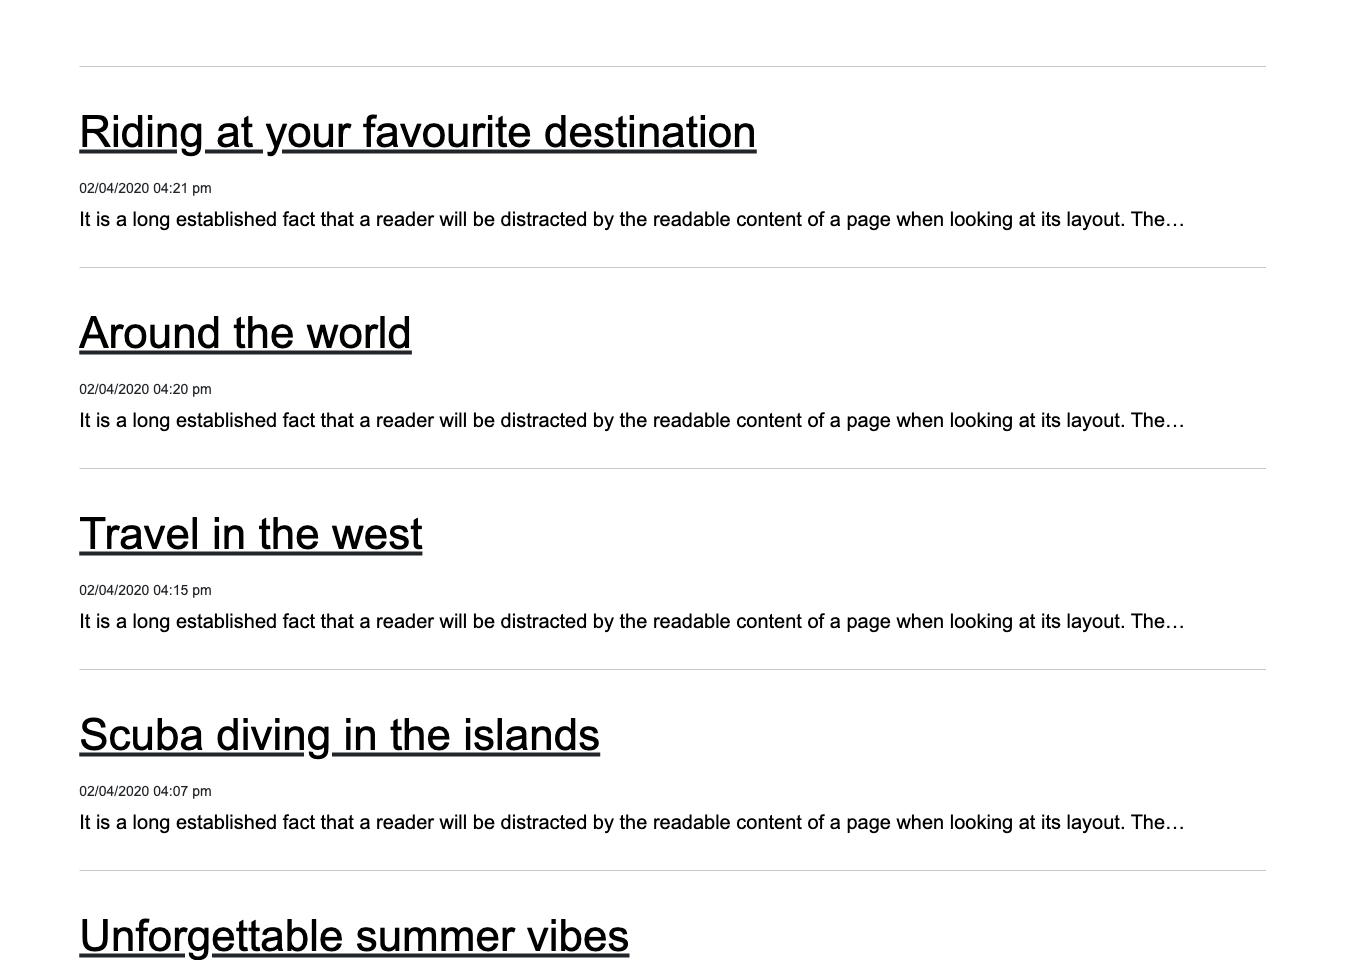 Riding at your favourite destination
02/04/2020 04:21 pm
It is a long established fact that a reader will be distracted by the readable content of a page when looking at its layout. The…
Around the world
02/04/2020 04:20 pm
It is a long established fact that a reader will be distracted by the readable content of a page when looking at its layout. The…
Travel in the west
02/04/2020 04:15 pm
It is a long established fact that a reader will be distracted by the readable content of a page when looking at its layout. The…
Scuba diving in the islands
02/04/2020 04:07 pm
It is a long established fact that a reader will be distracted by the readable content of a page when looking at its layout. The…
Unforgettable summer vibes